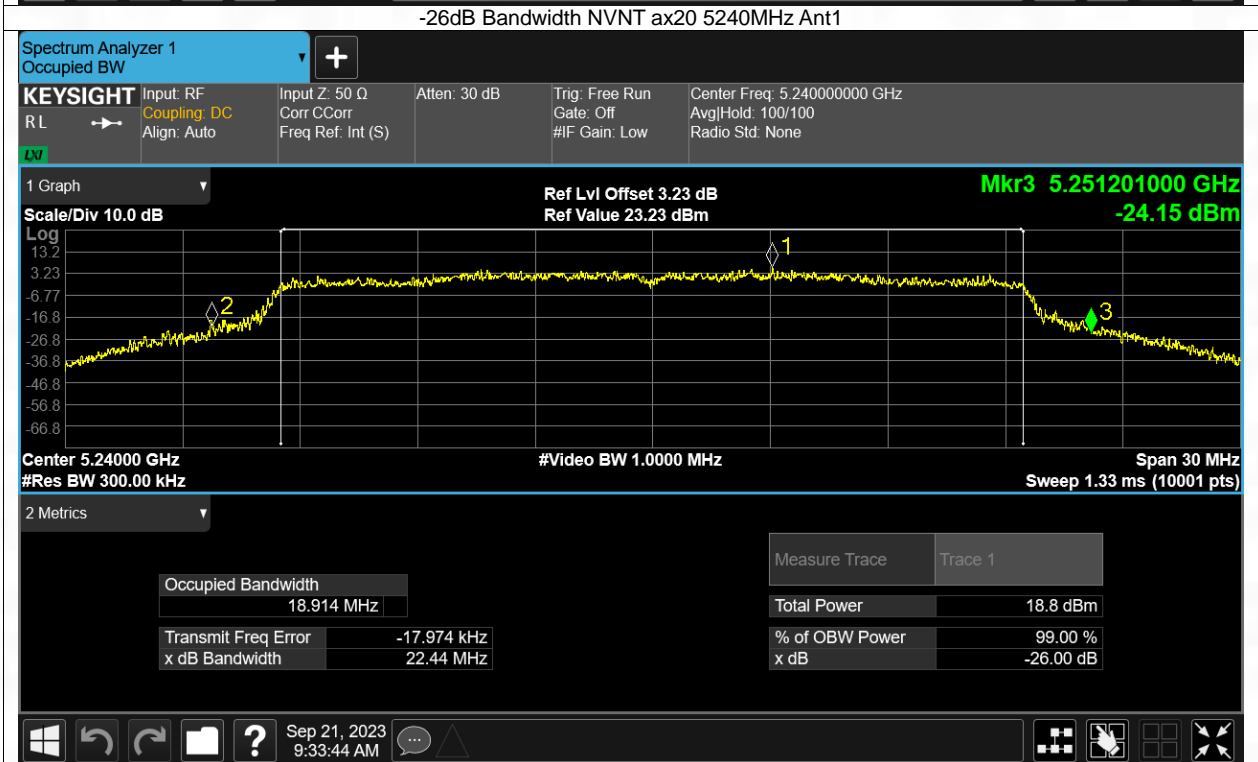 -26dB Bandwidth NVNT ax20 5240MHz Ant1
Spectrum Analyzer 1
Occupied BW
KEYSIGHT
RL
LXI
Input: RF
Coupling: DC
Align: Auto
Input Z: 50 Ω
Corr CCorr
Freq Ref: Int (S)
Atten: 30 dB
Trig: Free Run
Gate: Off
#IF Gain: Low
Center Freq: 5.240000000 GHz
Avg|Hold: 100/100
Radio Std: None
1 Graph
Scale/Div 10.0 dB
Ref Lvl Offset 3.23 dB
Ref Value 23.23 dBm
Mkr3 5.251201000 GHz
-24.15 dBm
Log
13.2
3.23
-6.77
-16.8
-26.8
-36.8
-46.8
-56.8
-66.8
1
2
3
Center 5.24000 GHz
#Res BW 300.00 kHz
#Video BW 1.0000 MHz
Span 30 MHz
Sweep 1.33 ms (10001 pts)
2 Metrics
Measure Trace Trace 1
Occupied Bandwidth
18.914 MHz
Total Power 18.8 dBm
Transmit Freq Error -17.974 kHz
% of OBW Power 99.00 %
x dB Bandwidth 22.44 MHz
x dB -26.00 dB
?
Sep 21, 2023
9:33:44 AM